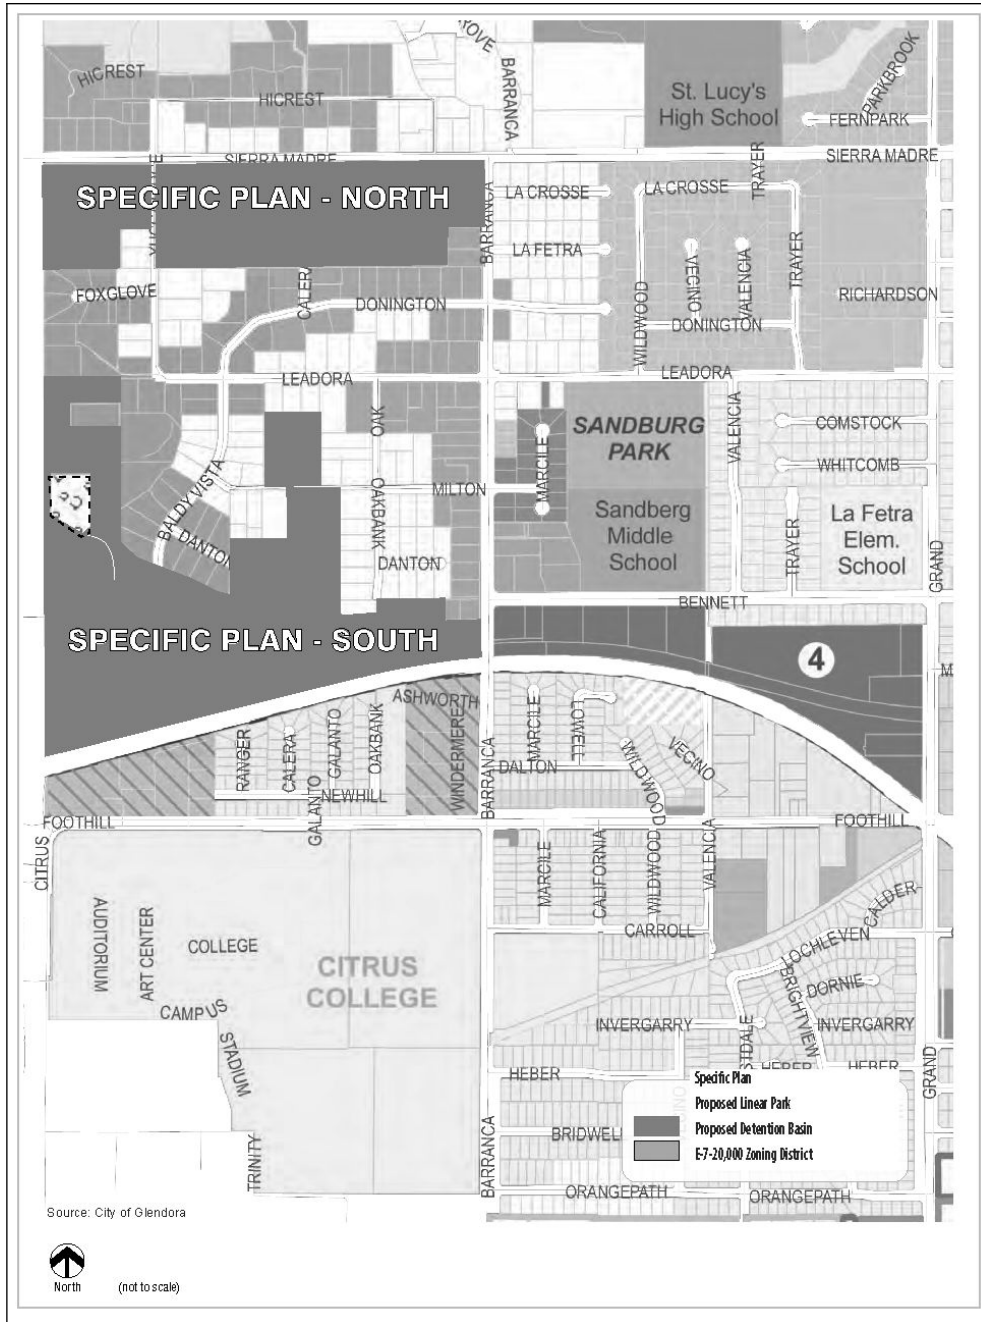 HICREST
HICREST
GROVE
BARRANCA
St. Lucy's
High School
PARKBROOK
FERNPARK
SIERRA MADRE
SIERRA MADRE
TRAYER
SPECIFIC PLAN - NORTH
BARRANCA
LA CROSSE
LA CROSSE
LA FETRA
TRAYER
VECINO
VALENCIA
FOXGLOVE
CALERA
DONINGTON
WILDWOOD
DONINGTON
RICHARDSON
LEADORA
LEADORA
OAK
OAKBANK
MARCILE
SANDBURG
PARK
VALENCIA
COMSTOCK
WHITCOMB
BALDY VISTA
MILTON
DANTON
DANTON
Sandberg
Middle
School
TRAYER
La Fetra
Elem.
School
GRAND
BENNETT
SPECIFIC PLAN - SOUTH
4
M
ASHWORTH
RANGER
CALERA
GALANTO
OAKBANK
WINDERMERE
BARRANCA
MARCILE
LOWELL
WILDWOOD
VECINO
DALTON
NEWHILL
GALANTO
FOOTHILL
FOOTHILL
CITRUS
MARCILE
CALIFORNIA
WILDWOOD
VALENCIA
AUDITORIUM
ART CENTER
COLLEGE
CITRUS
COLLEGE
CAMPUS
STADIUM
TRINITY
CARROLL
CALDER
LOCHLEVEN
BRIGHTVIEW
DORNIE
INVERGARRY
INVERGARRY
STDALE
HEBER
HEBER
HEBER
GRAND
BARRANCA
BRIDWELL
ORANGEPATH
ORANGEPATH
Specific Plan
Proposed Linear Park
Proposed Detention Basin
E-7-20,000 Zoning District
Source: City of Glendora
North
(not to scale)